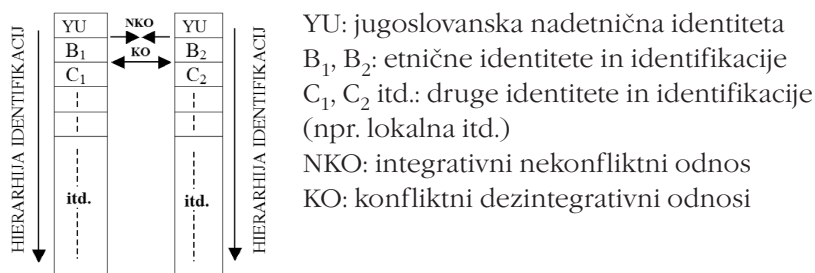 HIERARHIJA IDENTIFIKACIJ
YU
B₁
C₁
itd.
NKO
KO
YU
B₂
C₂
itd.
HIERARHIJA IDENTIFIKACIJ
YU: jugoslovanska nadetnična identiteta
B₁, B₂: etnične identitete in identifikacije
C₁, C₂ itd.: druge identitete in identifikacije
(npr. lokalna itd.)
NKO: integrativni nekonfliktni odnos
KO: konfliktni dezintegrativni odnosi